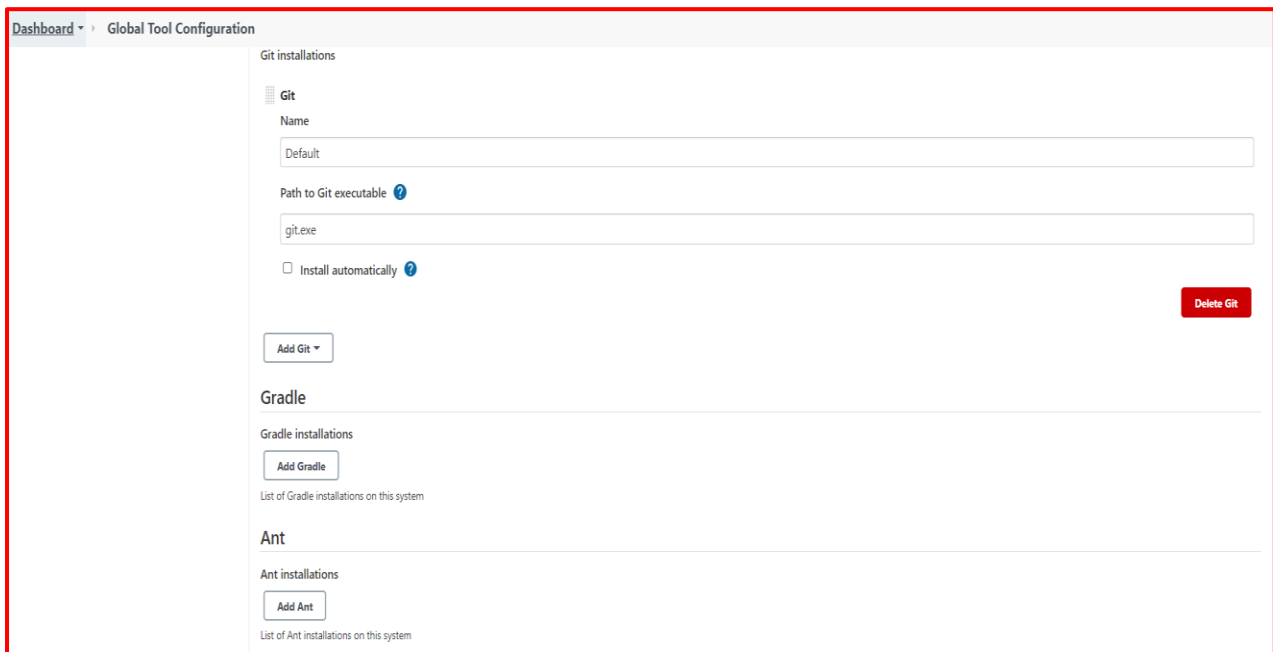 Dashboard Global Tool Configuration
Git installations
Git
Name
Default
Path to Git executable ?
git.exe
Install automatically ?
Delete Git
Add Git
Gradle
Gradle installations
Add Gradle
List of Gradle installations on this system
Ant
Ant installations
Add Ant
List of Ant installations on this system